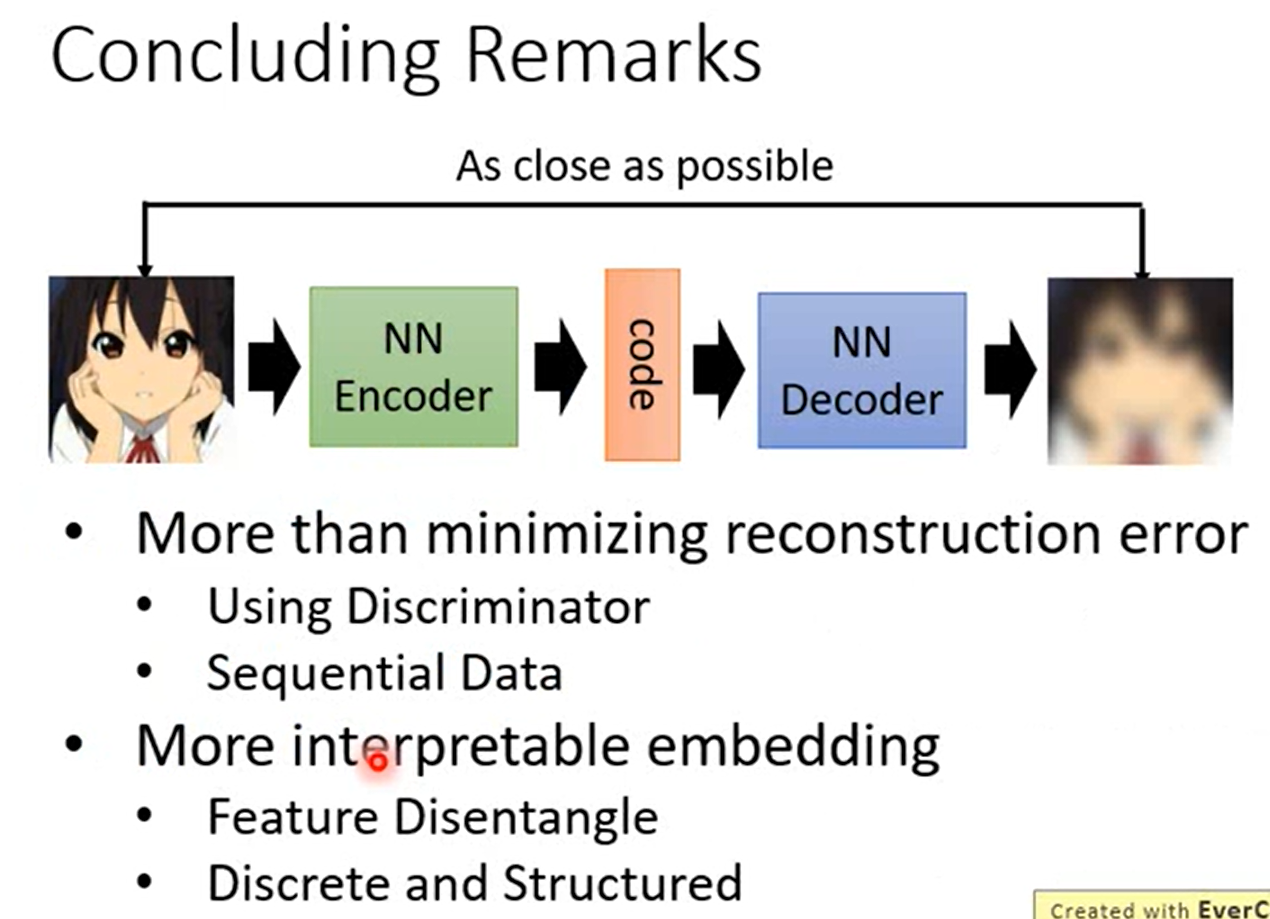 Concluding Remarks
As close as possible
NN
Encoder
code
NN
Decoder
• More than minimizing reconstruction error
• Using Discriminator
• Sequential Data
• More interpretable embedding
• Feature Disentangle
• Discrete and Structured
Created with EverC